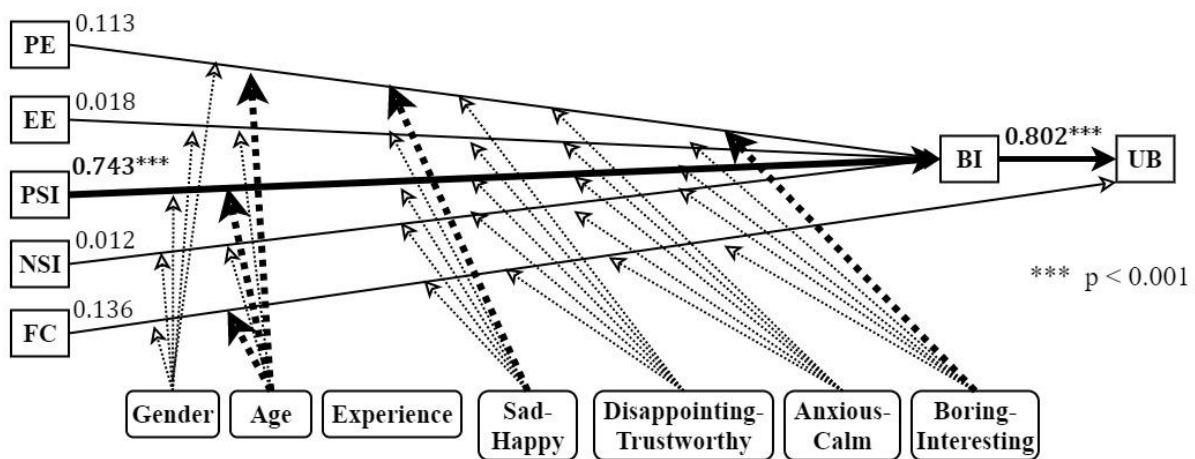 PE
0.113
EE
0.018
PSI
0.743***
NSI
0.012
FC
0.136
BI
0.802***
UB
*** p < 0.001
Gender
Age
Experience
Sad-
Happy
Disappointing-
Trustworthy
Anxious-
Calm
Boring-
Interesting